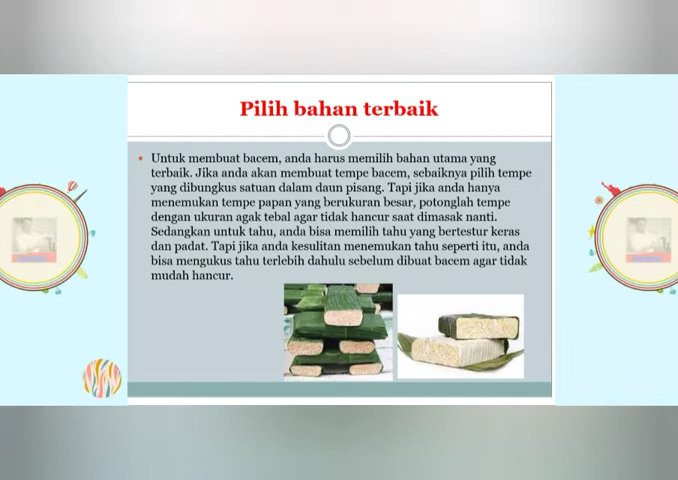 Pilih bahan terbaik
Untuk membuat bacem, anda harus memilih bahan utama yang
terbaik. Jika anda akan membuat tempe bacem, sebaiknya pilih tempe
yang dibungkus satuan dalam daun pisang. Tapi jika anda hanya
menemukan tempe papan yang berukuran besar, potonglah tempe
dengan ukuran agak tebal agar tidak hancur saat dimasak nanti.
Sedangkan untuk tahu, anda bisa memilih tahu yang bertestur keras
dan padat. Tapi jika anda kesulitan menemukan tahu seperti itu, anda
bisa mengukus tahu terlebih dahulu sebelum dibuat bacem agar tidak
mudah hancur.